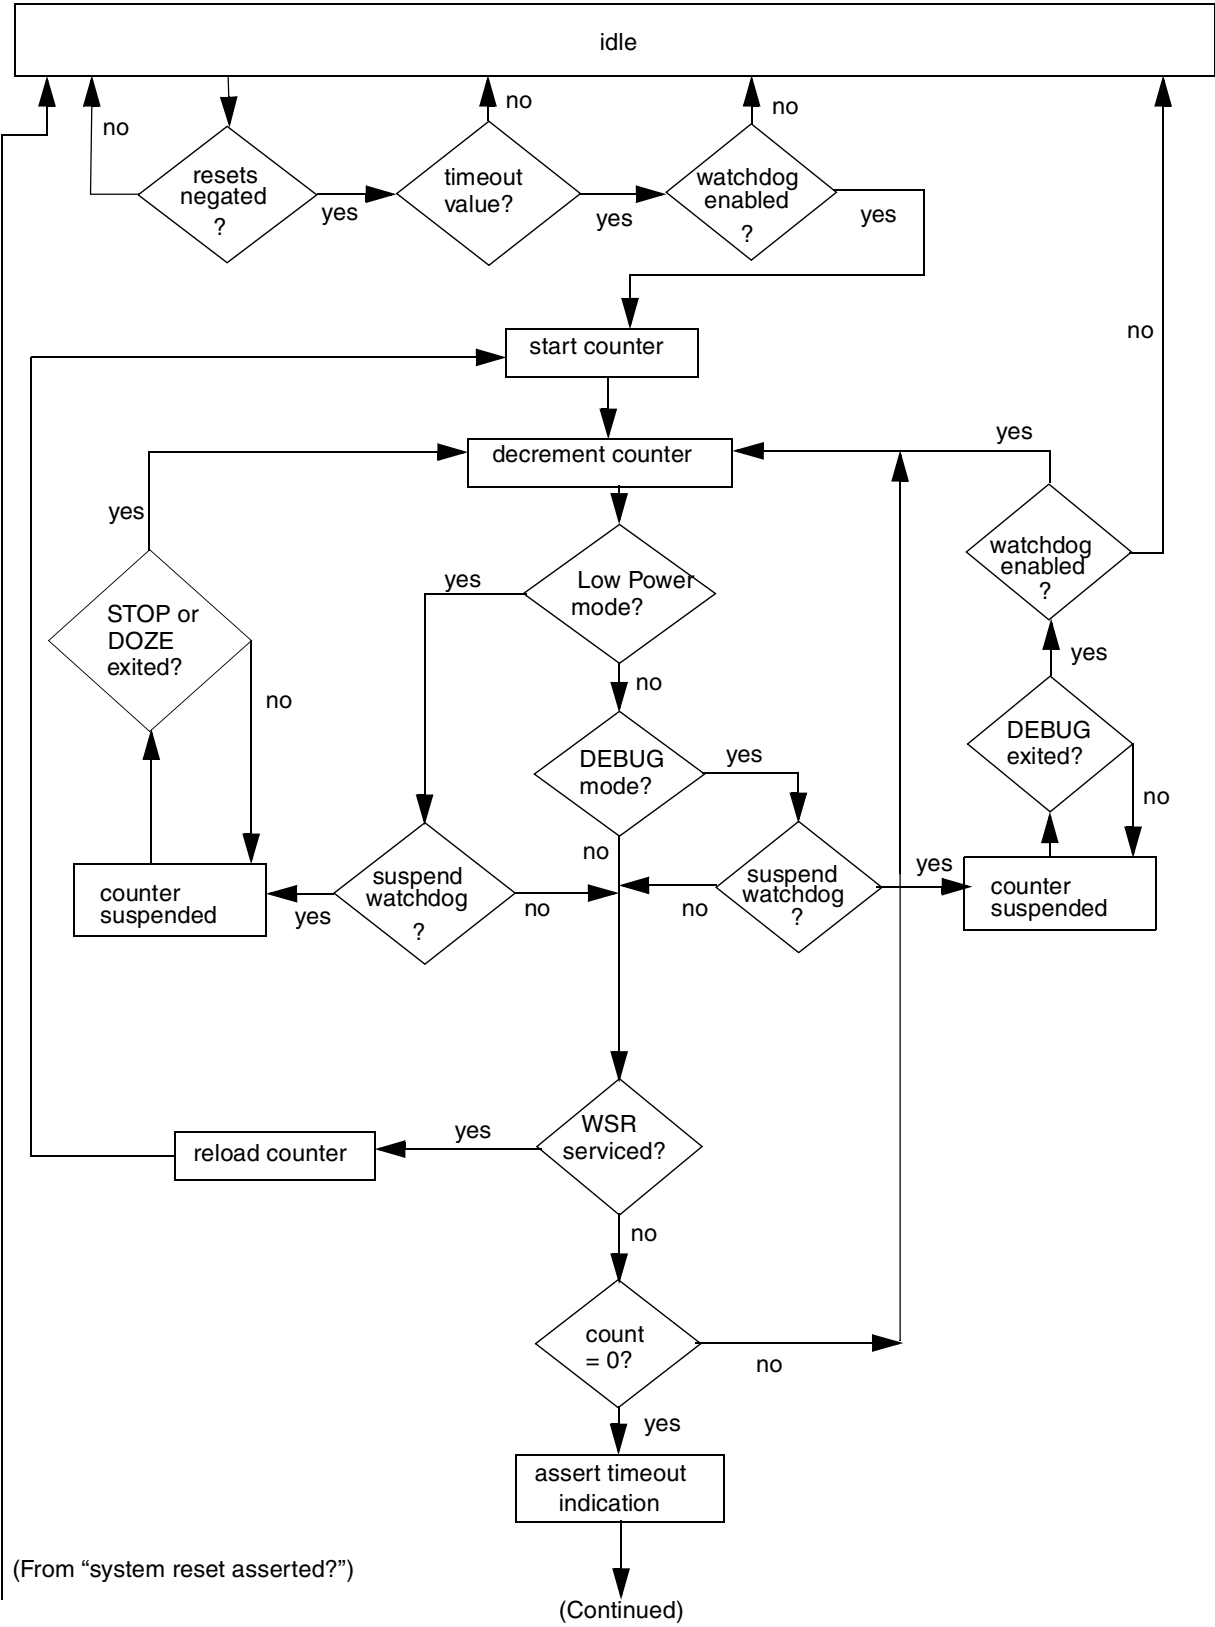 idle
no
no
no
resets
negated
?
yes
timeout
value?
yes
watchdog
enabled
?
yes
no
start counter
yes
decrement counter
yes
watchdog
enabled
?
yes
Low Power
mode?
STOP or
DOZE
exited?
no
no
yes
DEBUG
exited?
DEBUG
mode?
yes
no
no
suspend
watchdog
?
yes
no
suspend
watchdog
?
no
yes
counter
suspended
counter
suspended
WSR
serviced?
yes
reload counter
no
count
= 0?
no
yes
assert timeout
indication
(From “system reset asserted?”)
(Continued)